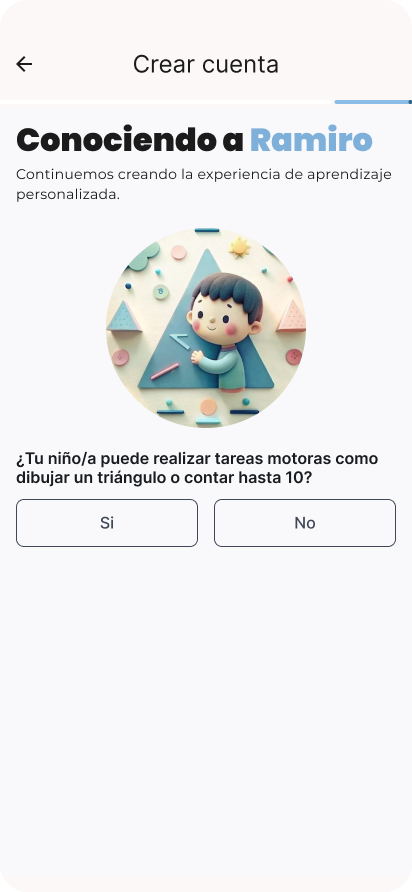 Crear cuenta
Conociendo a Ramiro
Continuemos creando la experiencia de aprendizaje
personalizada.
¿Tu niño/a puede realizar tareas motoras como
dibujar un triángulo o contar hasta 10?
Si
No